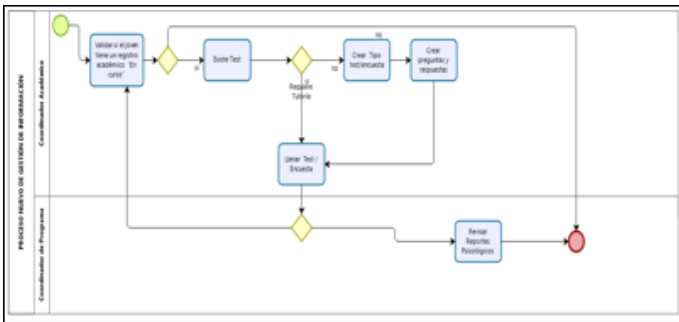 PROCESO NUEVO DE GESTIÓN DE INFORMACIÓN
Coordinador Académico
Validar si el joven
tiene un registro
académico "En
curso"
si
no
Existe Test
si
Requiere
Tutoria
no
Crear Tipo
test/encuesta
Crear
preguntas y
respuestas
Llenar Test /
Encuesta
Coordinador de Programa
Revisar
Reportes
Psicológicos